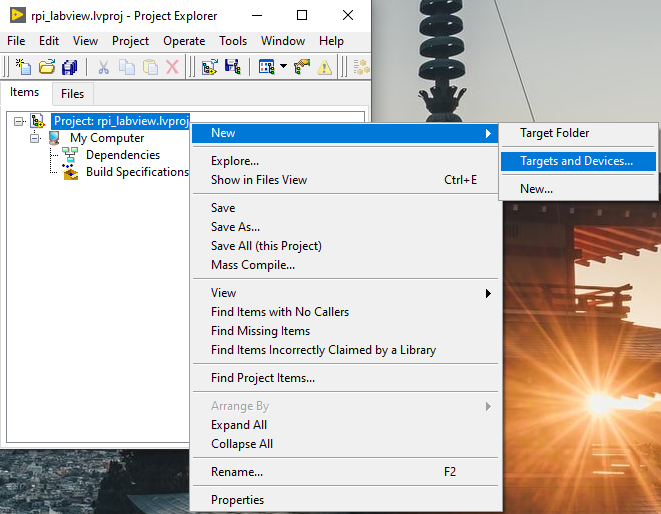 rpi_labview.lvproj - Project Explorer
File Edit View Project Operate Tools Window Help
Items Files
Project: rpi_labview.lvproj
My Computer
Dependencies
Build Specifications
New
Explore...
Show in Files View Ctrl+E
Save
Save As...
Save All (this Project)
Mass Compile...
View
Find Items with No Callers
Find Missing Items
Find Items Incorrectly Claimed by a Library
Find Project Items...
Arrange By
Expand All
Collapse All
Rename... F2
Properties
Target Folder
Targets and Devices...
New...